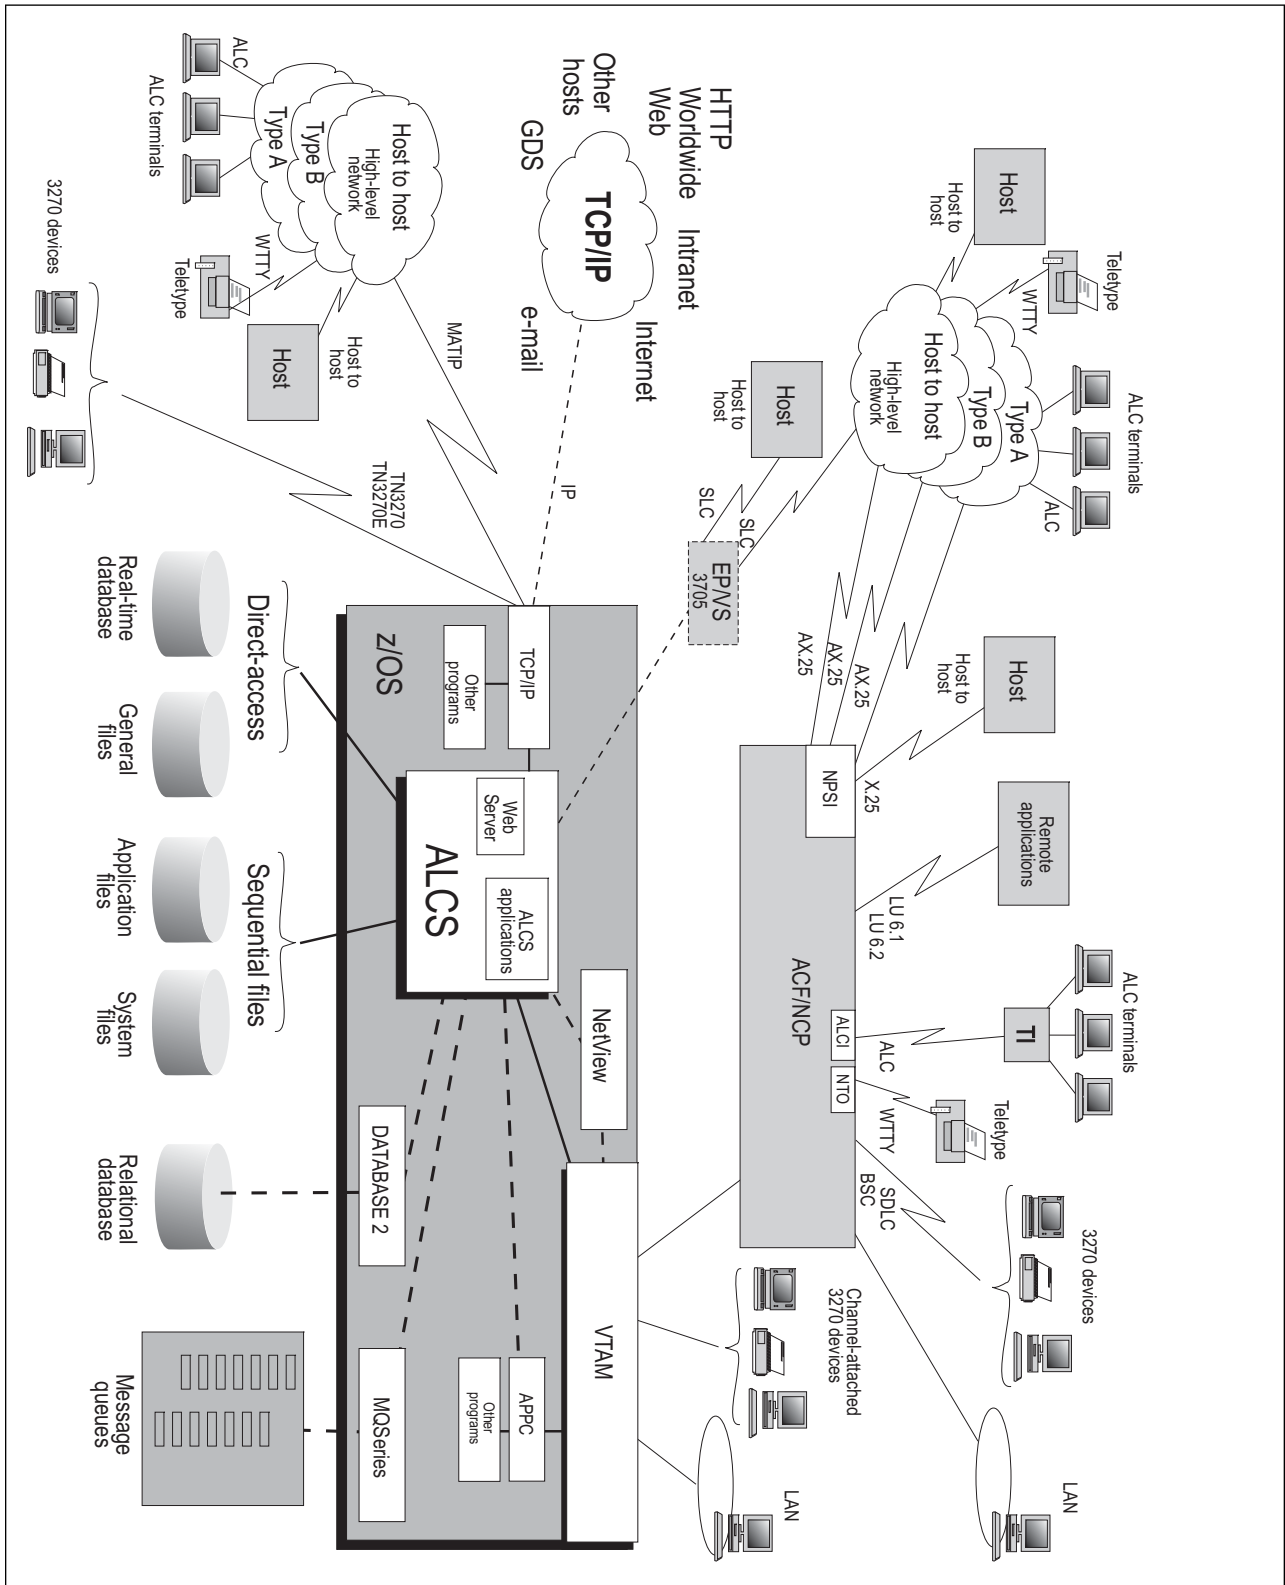 Teletype
ALC terminals
Host
Host to
host
WTTY
Type A
Type B
Host to host
High-level
network
ALC
Host
Host to
host
SLC
SLC
EP/VS
3705
AX.25
AX.25
AX.25
Host
Host to
host
X.25
NPSI
Remote
applications
LU 6.1
LU 6.2
ACF/NCP
ALC terminals
TI
ALC
ALCI
NTO
WTTY
Teletype
SDLC
BSC
3270 devices
LAN
Channel-attached
3270 devices
LAN
HTTP
Worldwide
Web
Intranet
Internet
Other
hosts
TCP/IP
GDS
e-mail
IP
ALC
ALC terminals
Host to host
High-level
network
Type B
Type A
WTTY
Teletype
Host to
host
Host
MATIP
3270 devices
TN3270
TN3270E
z/OS
TCP/IP
Other
programs
Web
Server
ALCS
applications
ALCS
NetView
VTAM
DATABASE 2
APPC
Other
programs
MQSeries
Direct-access
Sequential files
Real-time
database
General
files
Application
files
System
files
Relational
database
Message
queues